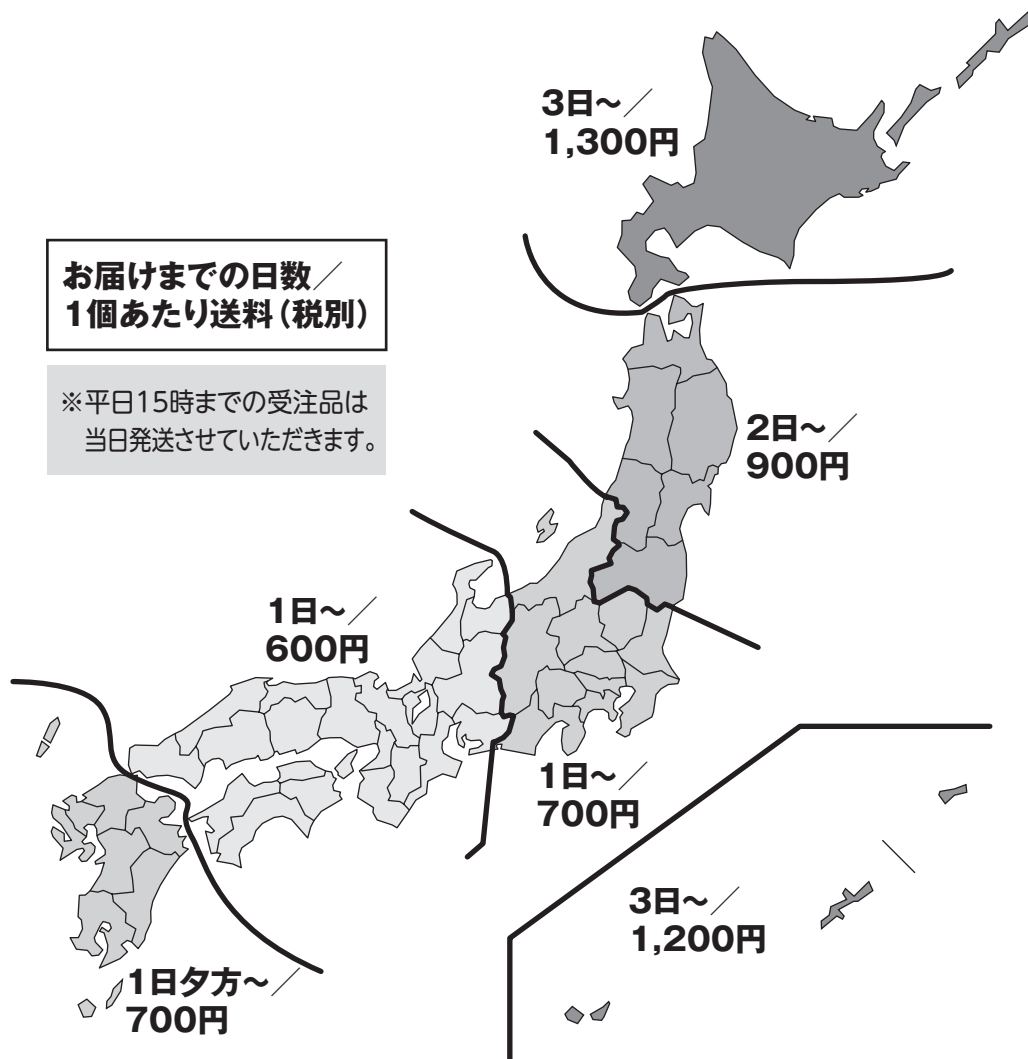 3日～／
1,300円
お届けまでの日数／
1個あたり送料（税別）
※平日15時までの受注品は
当日発送させていただきます。
2日～／
900円
1日～／
600円
1日～／
700円
3日～／
1,200円
1日夕方～／
700円